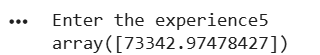 ••• Enter the experience5
array([73342.97478427])